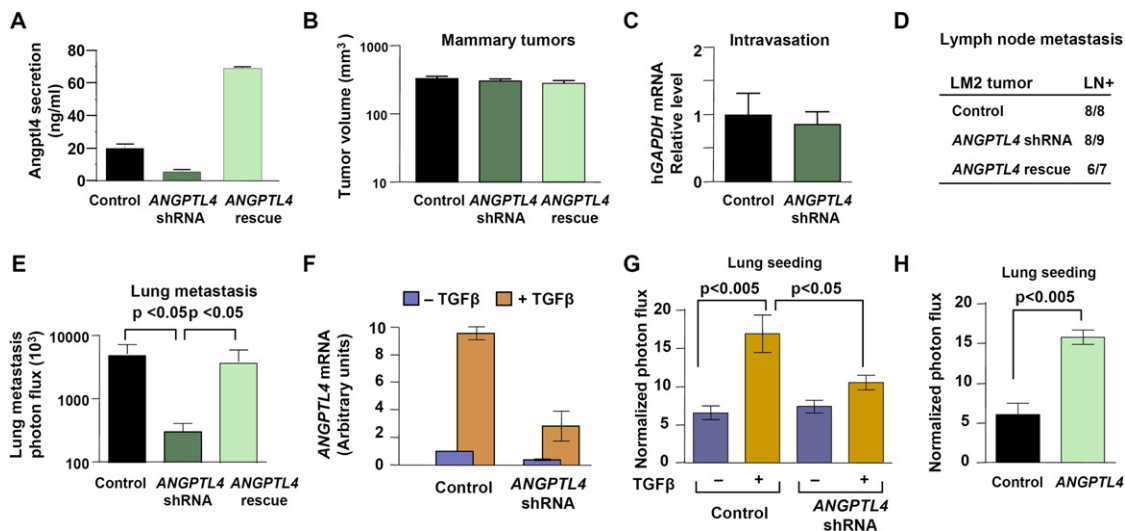 A
Angptl4 secretion
(ng/ml)
80
60
40
20
0
Control
ANGPTL4
shRNA
ANGPTL4
rescue
B
Mammary tumors
Tumor volume (mm³)
1000
100
10
Control
ANGPTL4
shRNA
ANGPTL4
rescue
C
Intravasation
hGAPDH mRNA
Relative level
2
1
0
Control
ANGPTL4
shRNA
D
Lymph node metastasis
LM2 tumor LN+
Control 8/8
ANGPTL4 shRNA 8/9
ANGPTL4 rescue 6/7
E
Lung metastasis
p <0.05 p <0.05
Lung metastasis
photon flux (10³)
10000
1000
100
Control
ANGPTL4
shRNA
ANGPTL4
rescue
F
– TGFβ + TGFβ
ANGPTL4 mRNA
(Arbitrary units)
10
8
6
4
2
0
Control
ANGPTL4
shRNA
G
Lung seeding
p<0.005 p<0.05
Normalized photon flux
20
15
10
5
0
TGFβ – + – +
Control
ANGPTL4
shRNA
H
Lung seeding
p<0.005
Normalized photon flux
20
15
10
5
0
Control
ANGPTL4